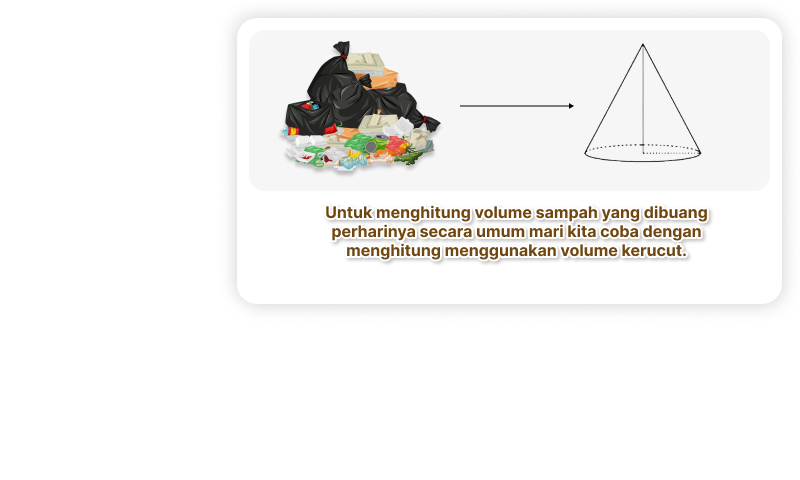 Untuk menghitung volume sampah yang dibuang
perharinya secara umum mari kita coba dengan
menghitung menggunakan volume kerucut.